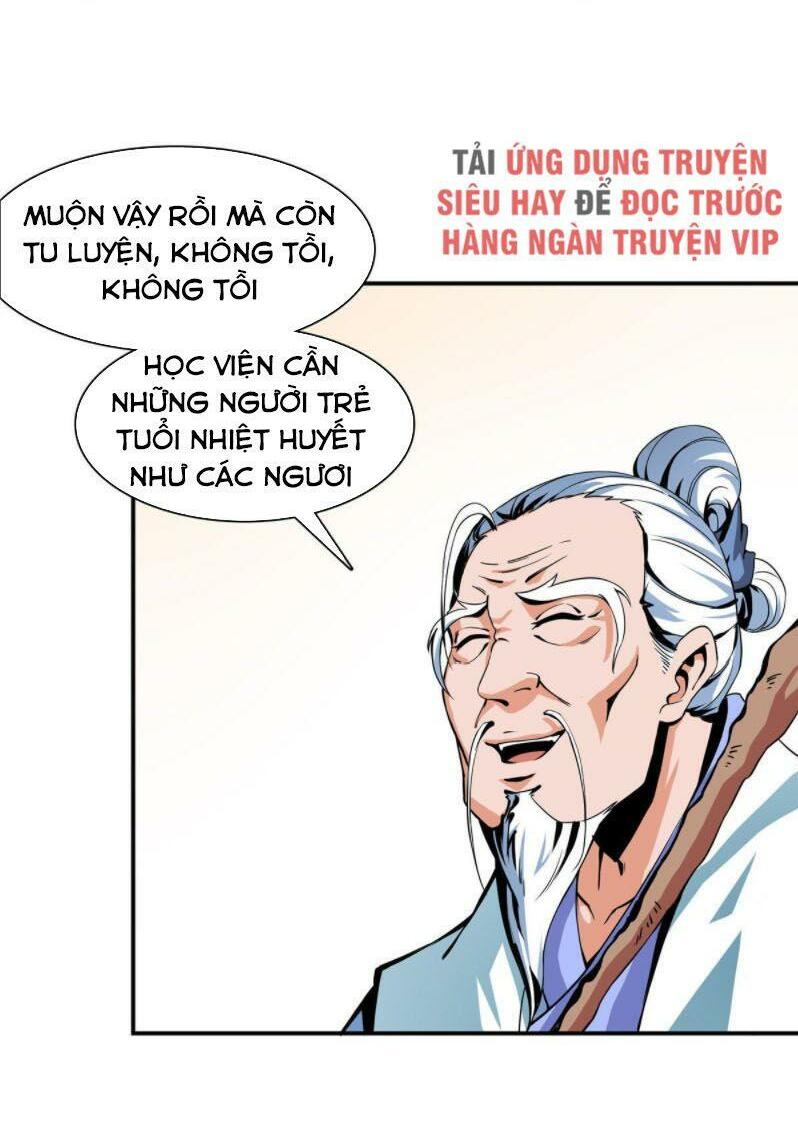 TẢI ỨNG DỤNG TRUYỆN
SIÊU HAY ĐỂ ĐỌC TRƯỚC
HÀNG NGÀN TRUYỆN VIP
MUỘN VẬY RỒI MÀ CÒN
TU LUYỆN, KHÔNG TỒI,
KHÔNG TỒI
HỌC VIỆN CẦN
NHỮNG NGƯỜI TRẺ
TUỔI NHIỆT HUYẾT
NHƯ CÁC NGƯƠI